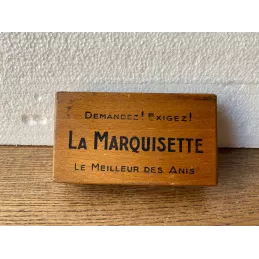 Demandez! Exigez!
La Marquisette
Le Meilleur des Anis